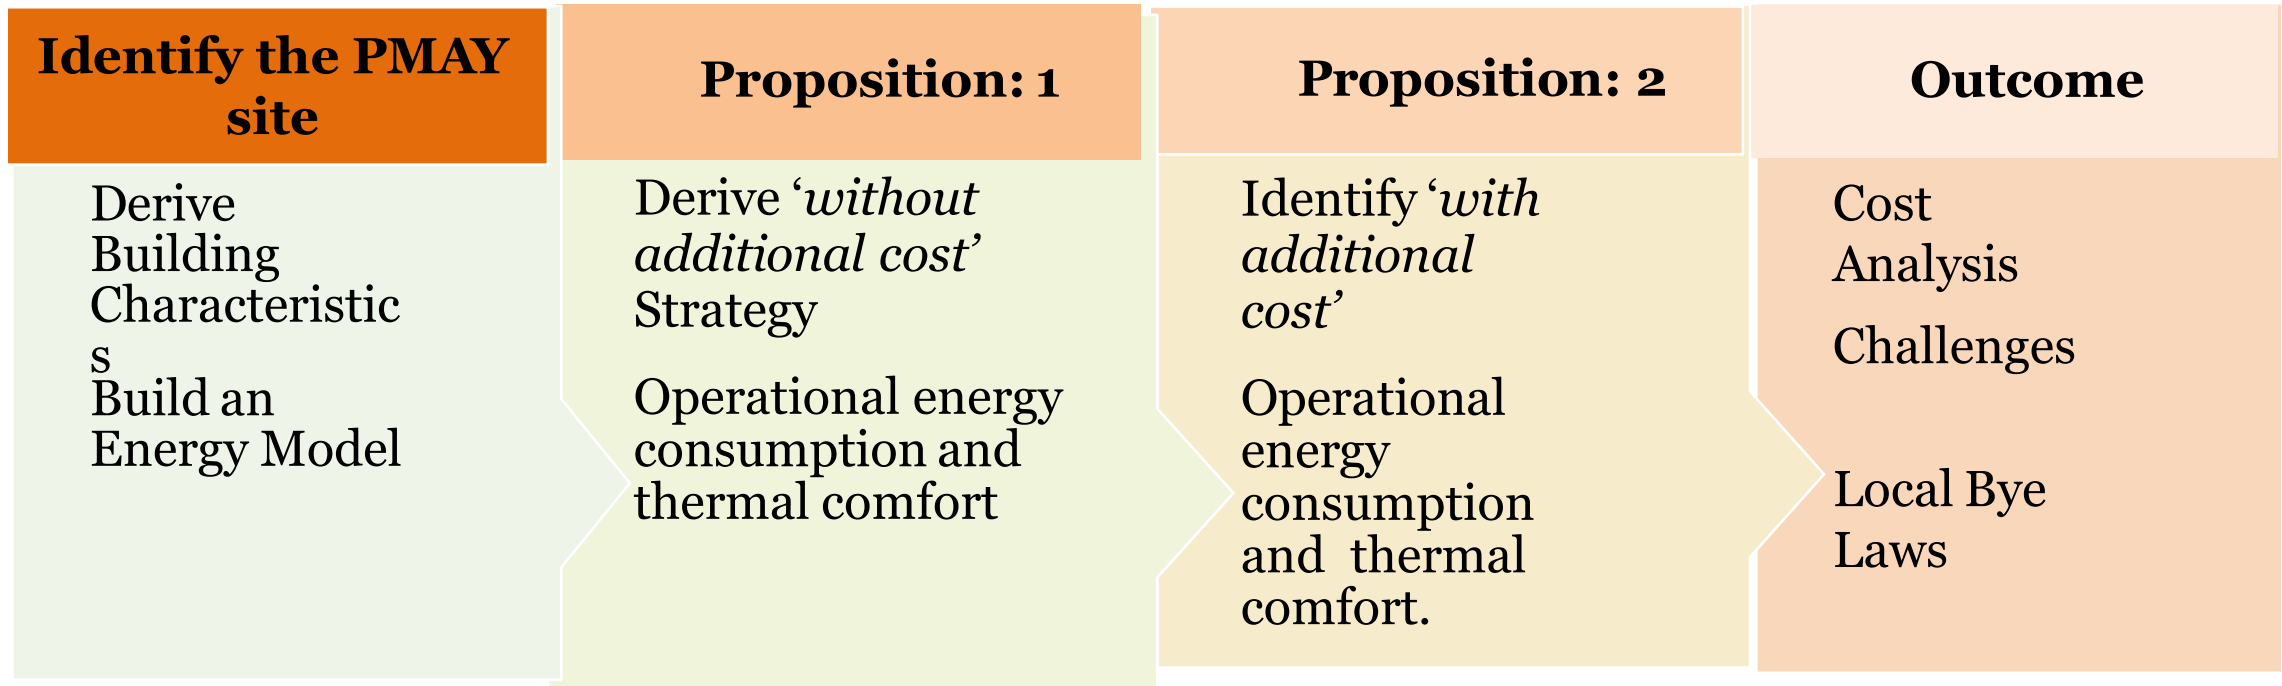 Identify the PMAY
site
Derive
Building
Characteristic
s
Build an
Energy Model
Proposition: 1
Derive ‘without
additional cost’
Strategy
Operational energy
consumption and
thermal comfort
Proposition: 2
Identify ‘with
additional
cost’
Operational
energy
consumption
and thermal
comfort.
Outcome
Cost
Analysis
Challenges
Local Bye
Laws